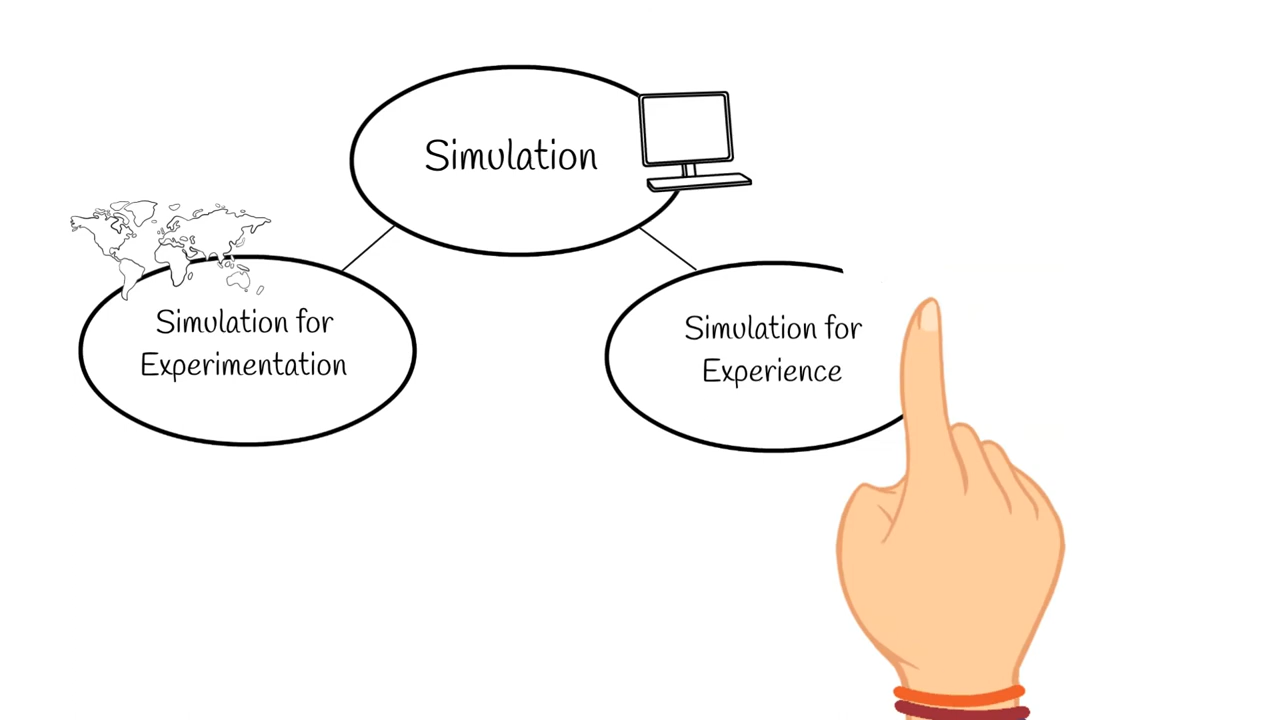 Simulation
Simulation for
Experimentation
Simulation for
Experience